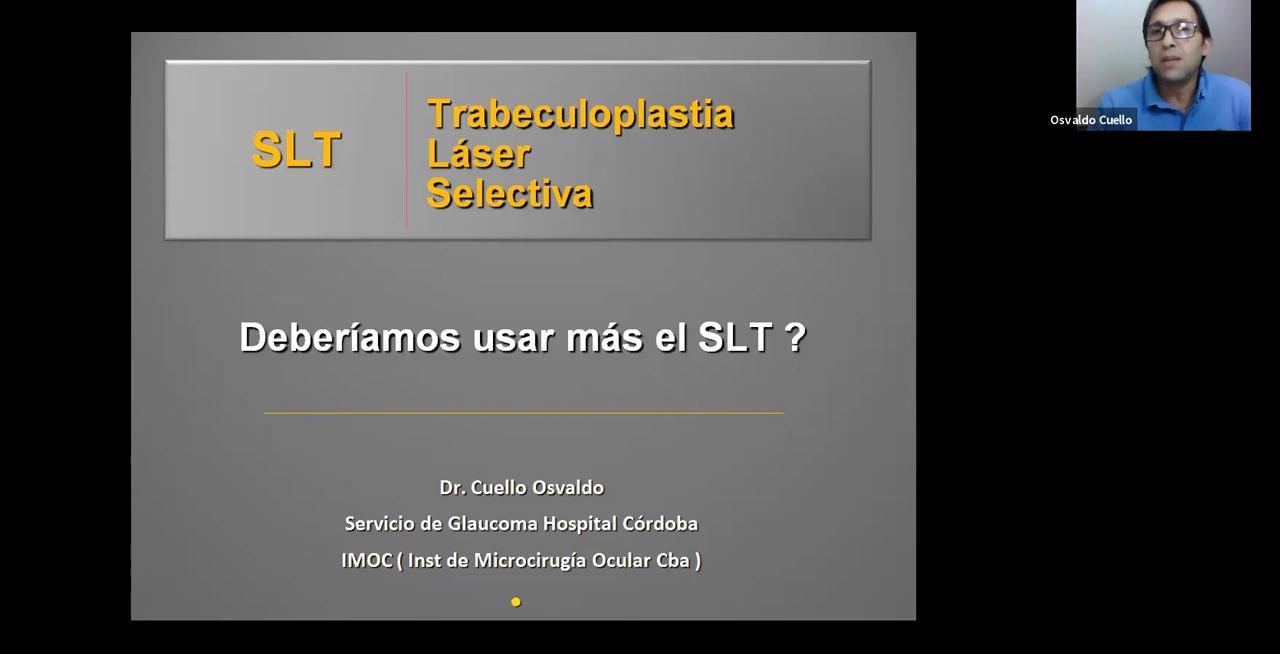 SLT
Trabeculoplastia
Láser
Selectiva
Deberíamos usar más el SLT ?
Dr. Cuello Osvaldo
Servicio de Glaucoma Hospital Córdoba
IMOC ( Inst de Microcirugía Ocular Cba )
Osvaldo Cuello